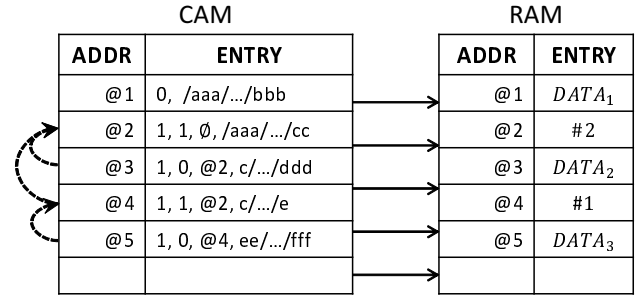 CAM RAM
ADDR ENTRY ADDR ENTRY
@1 0, /aaa/.../bbb @1 DATA₁
@2 1, 1, Ø, /aaa/.../cc @2 #2
@3 1, 0, @2, c/.../ddd @3 DATA₂
@4 1, 1, @2, c/.../e @4 #1
@5 1, 0, @4, ee/.../fff @5 DATA₃